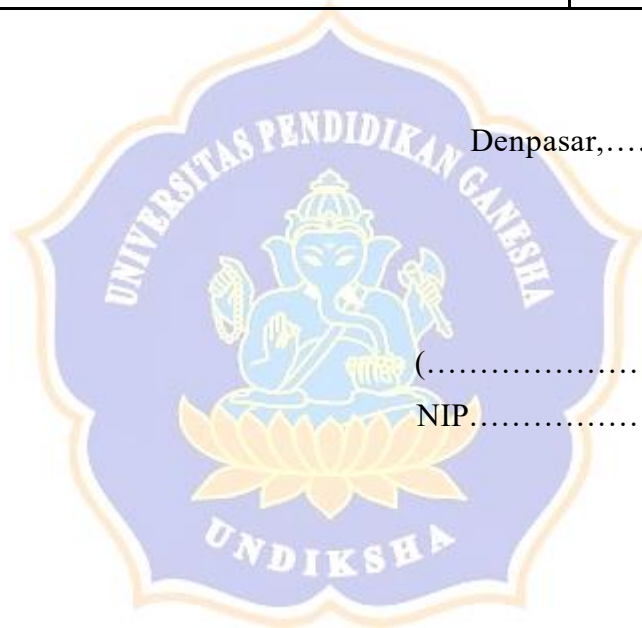 UNIVERSITAS PENDIDIKAN GANESHA
Denpasar,....
(.....................
NIP................
UNDIKSHA